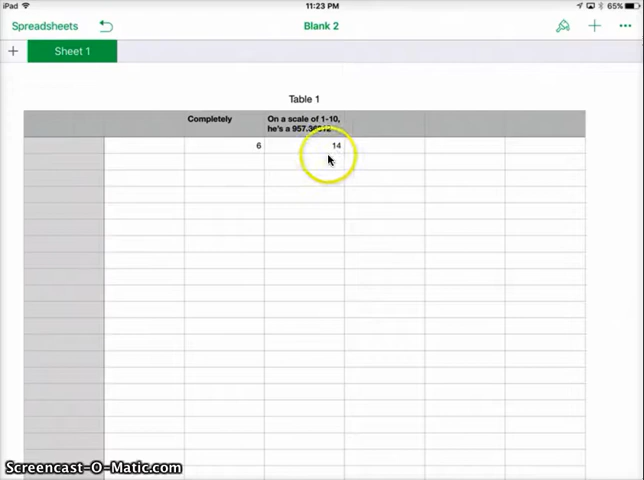 iPad 11:23 PM 65%
Spreadsheets Blank 2
+ Sheet 1
Table 1
Completely On a scale of 1-10,
he's a
6 14
Screencast-O-Matic.com